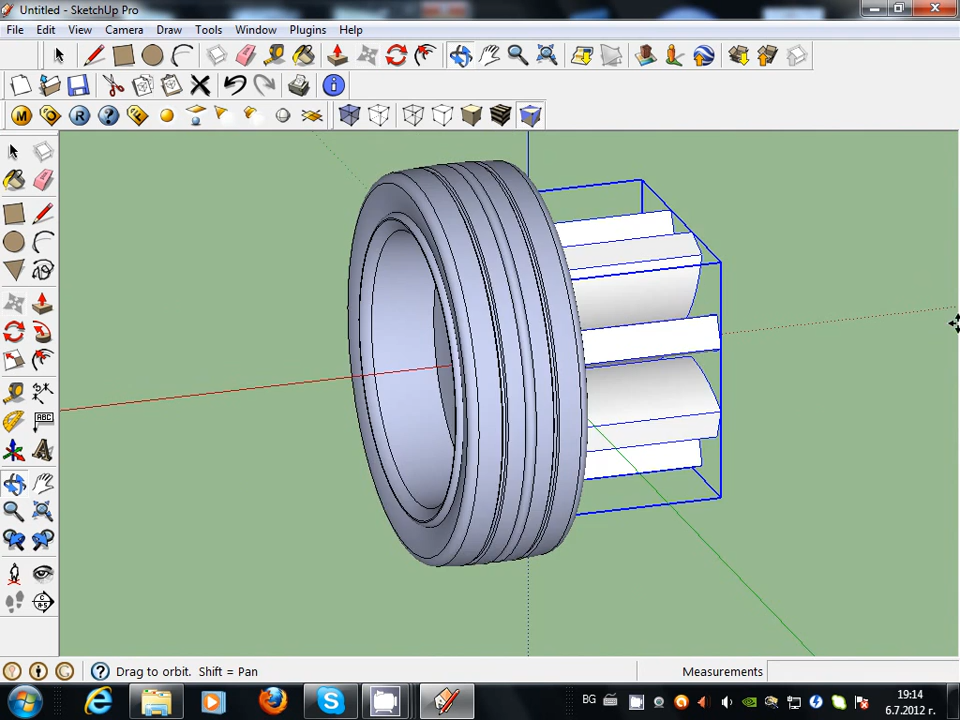 Untitled - SketchUp Pro
File Edit View Camera Draw Tools Window Plugins Help
M O R ?
ABC
Drag to orbit. Shift = Pan
Measurements
BG
19:14
6.7.2012 г.